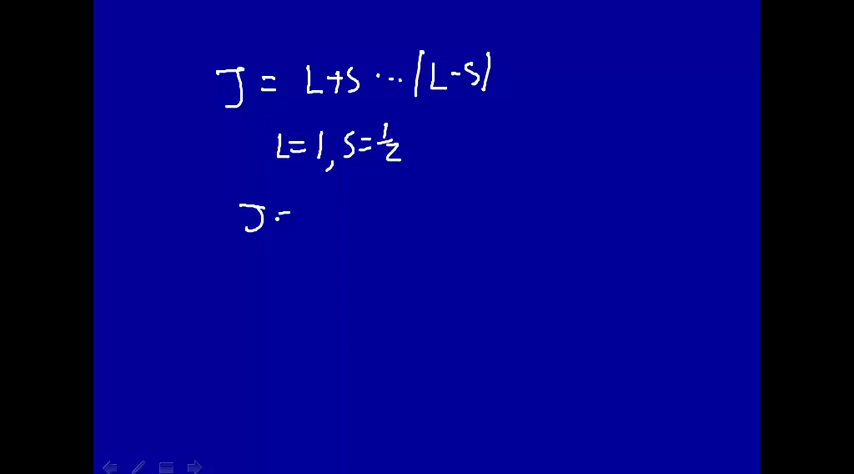 J = L+S ... |L-S|
L=1, S=1/2
J =